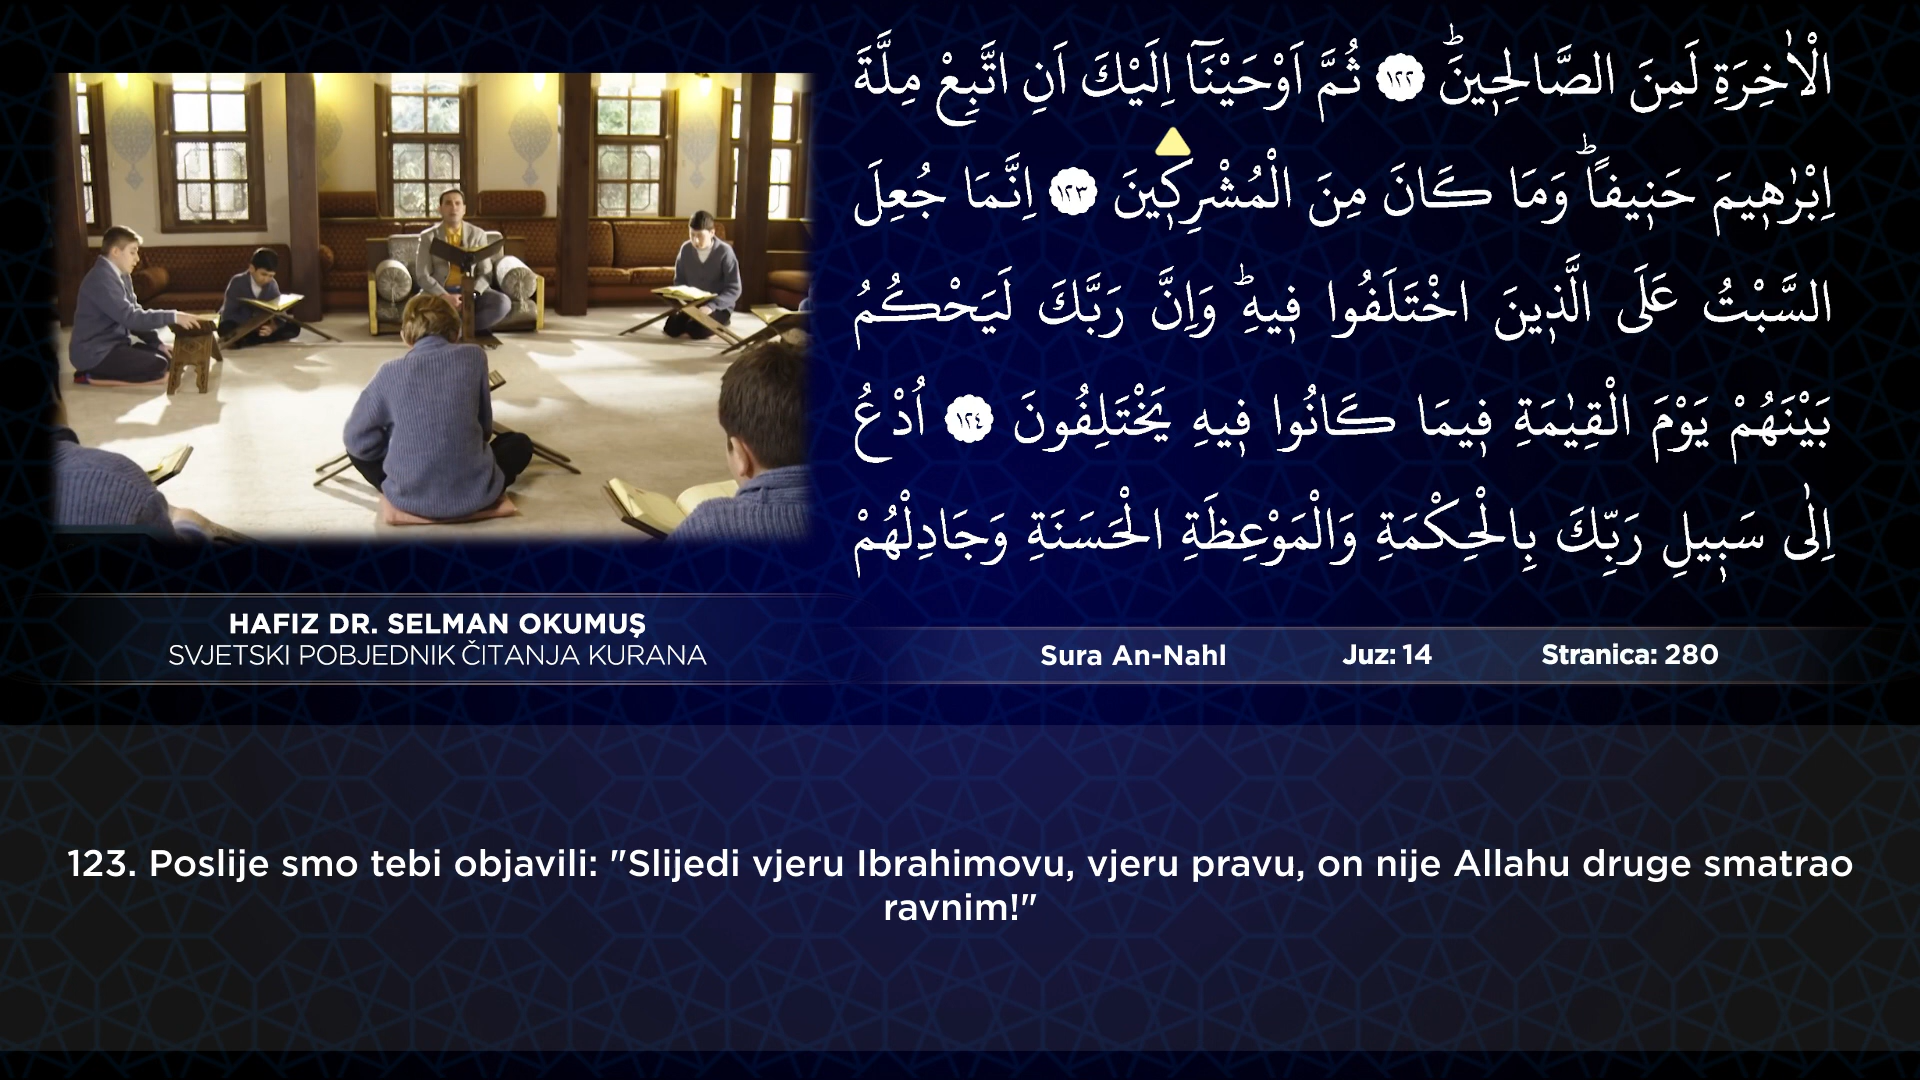 الْاٰخِرَةِ لَمِنَ الصَّالِح۪ينَۜ ﴿١٢٢﴾ ثُمَّ اَوْحَيْنَٓا اِلَيْكَ اَنِ اتَّبِعْ مِلَّةَ
اِبْرٰه۪يمَ حَن۪يفًاۜ وَمَا كَانَ مِنَ الْمُشْرِك۪ينَ ﴿١٢٣﴾ اِنَّمَا جُعِلَ
السَّبْتُ عَلَى الَّذ۪ينَ اخْتَلَفُوا ف۪يهِۜ وَاِنَّ رَبَّكَ لَيَحْكُمُ
بَيْنَهُمْ يَوْمَ الْقِيٰمَةِ ف۪يمَا كَانُوا ف۪يهِ يَخْتَلِفُونَ ﴿١٢٤﴾ اُدْعُ
اِلٰى سَب۪يلِ رَبِّكَ بِالْحِكْمَةِ وَالْمَوْعِظَةِ الْحَسَنَةِ وَجَادِلْهُمْ
HAFIZ DR. SELMAN OKUMUŞ
SVJETSKI POBJEDNIK ČITANJA KURANA
Sura An-Nahl Juz: 14 Stranica: 280
123. Poslije smo tebi objavili: "Slijedi vjeru Ibrahimovu, vjeru pravu, on nije Allahu druge smatrao
ravnim!"